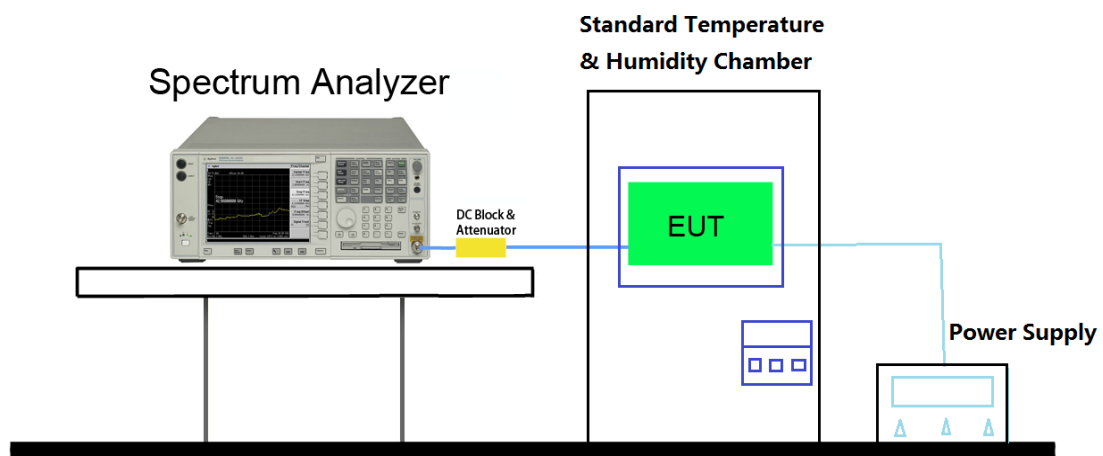 Standard Temperature
& Humidity Chamber
Spectrum Analyzer
DC Block &
Attenuator
EUT
Power Supply